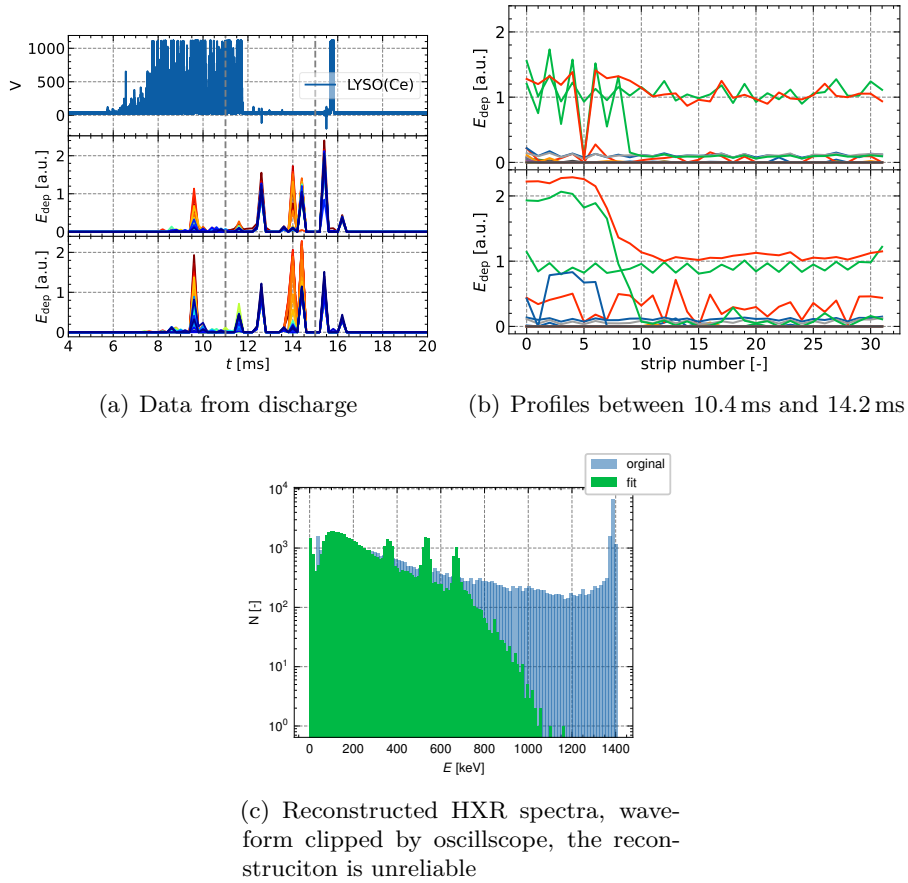 1000
500
0
V
LYSO(Ce)
2
1
0
E_dep [a.u.]
2
1
0
E_dep [a.u.]
4 6 8 10 12 14 16 18 20
t [ms]
(a) Data from discharge
2
1
0
E_dep [a.u.]
2
1
0
E_dep [a.u.]
0 5 10 15 20 25 30
strip number [-]
(b) Profiles between 10.4 ms and 14.2 ms
orginal
fit
10^4
10^3
10^2
10^1
10^0
N [-]
0 200 400 600 800 1000 1200 1400
E [keV]
(c) Reconstructed HXR spectra, wave-
form clipped by oscillscope, the recon-
struciton is unreliable